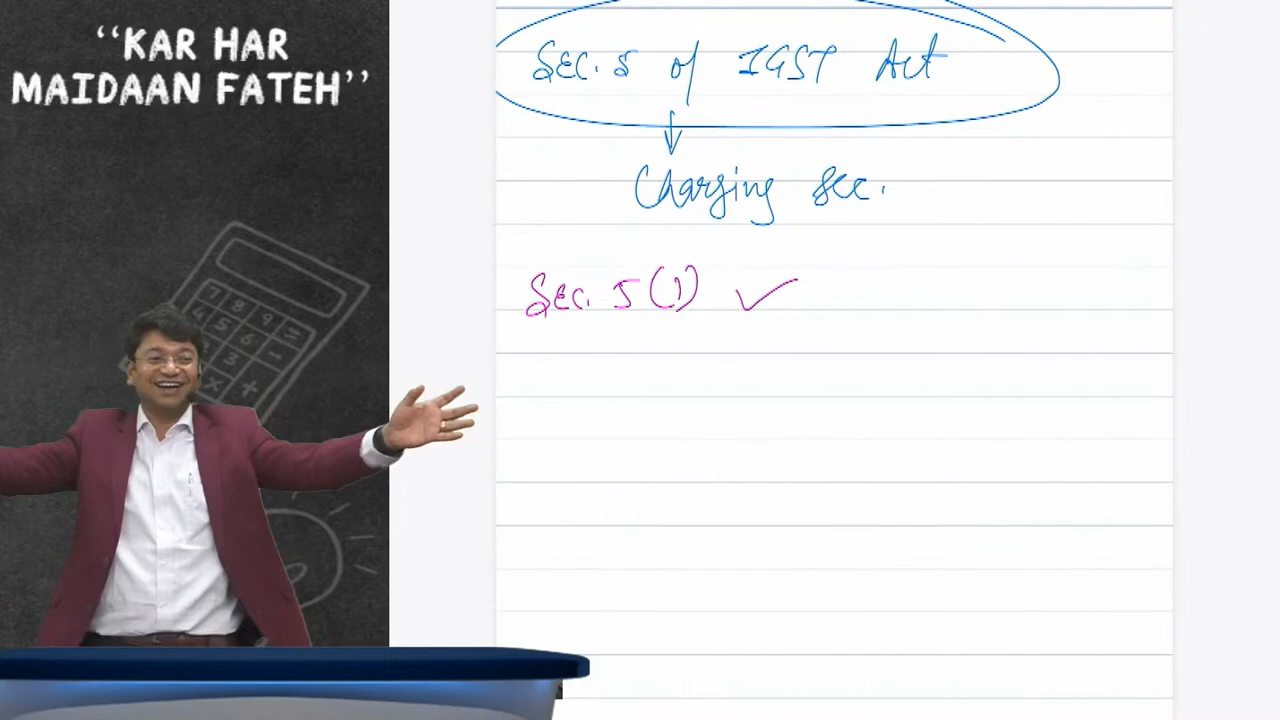 “KAR HAR
MAIDAAN FATEH”
Sec. 5 of IGST Act
Charging Sec.
Sec. 5 (1) ✓